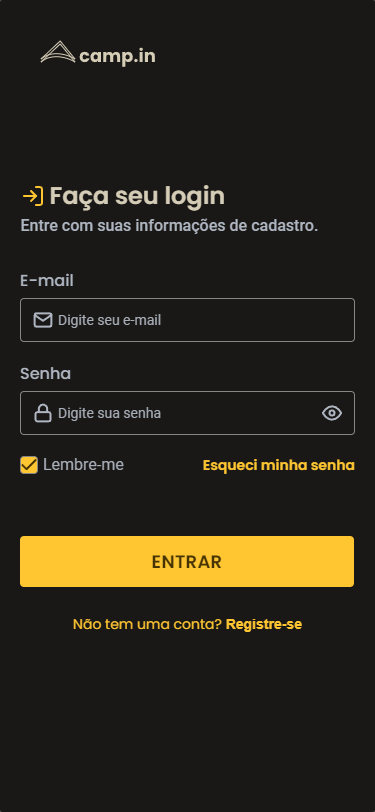 camp.in
Faça seu login
Entre com suas informações de cadastro.
E-mail
Digite seu e-mail
Senha
Digite sua senha
Lembre-me Esqueci minha senha
ENTRAR
Não tem uma conta? Registre-se